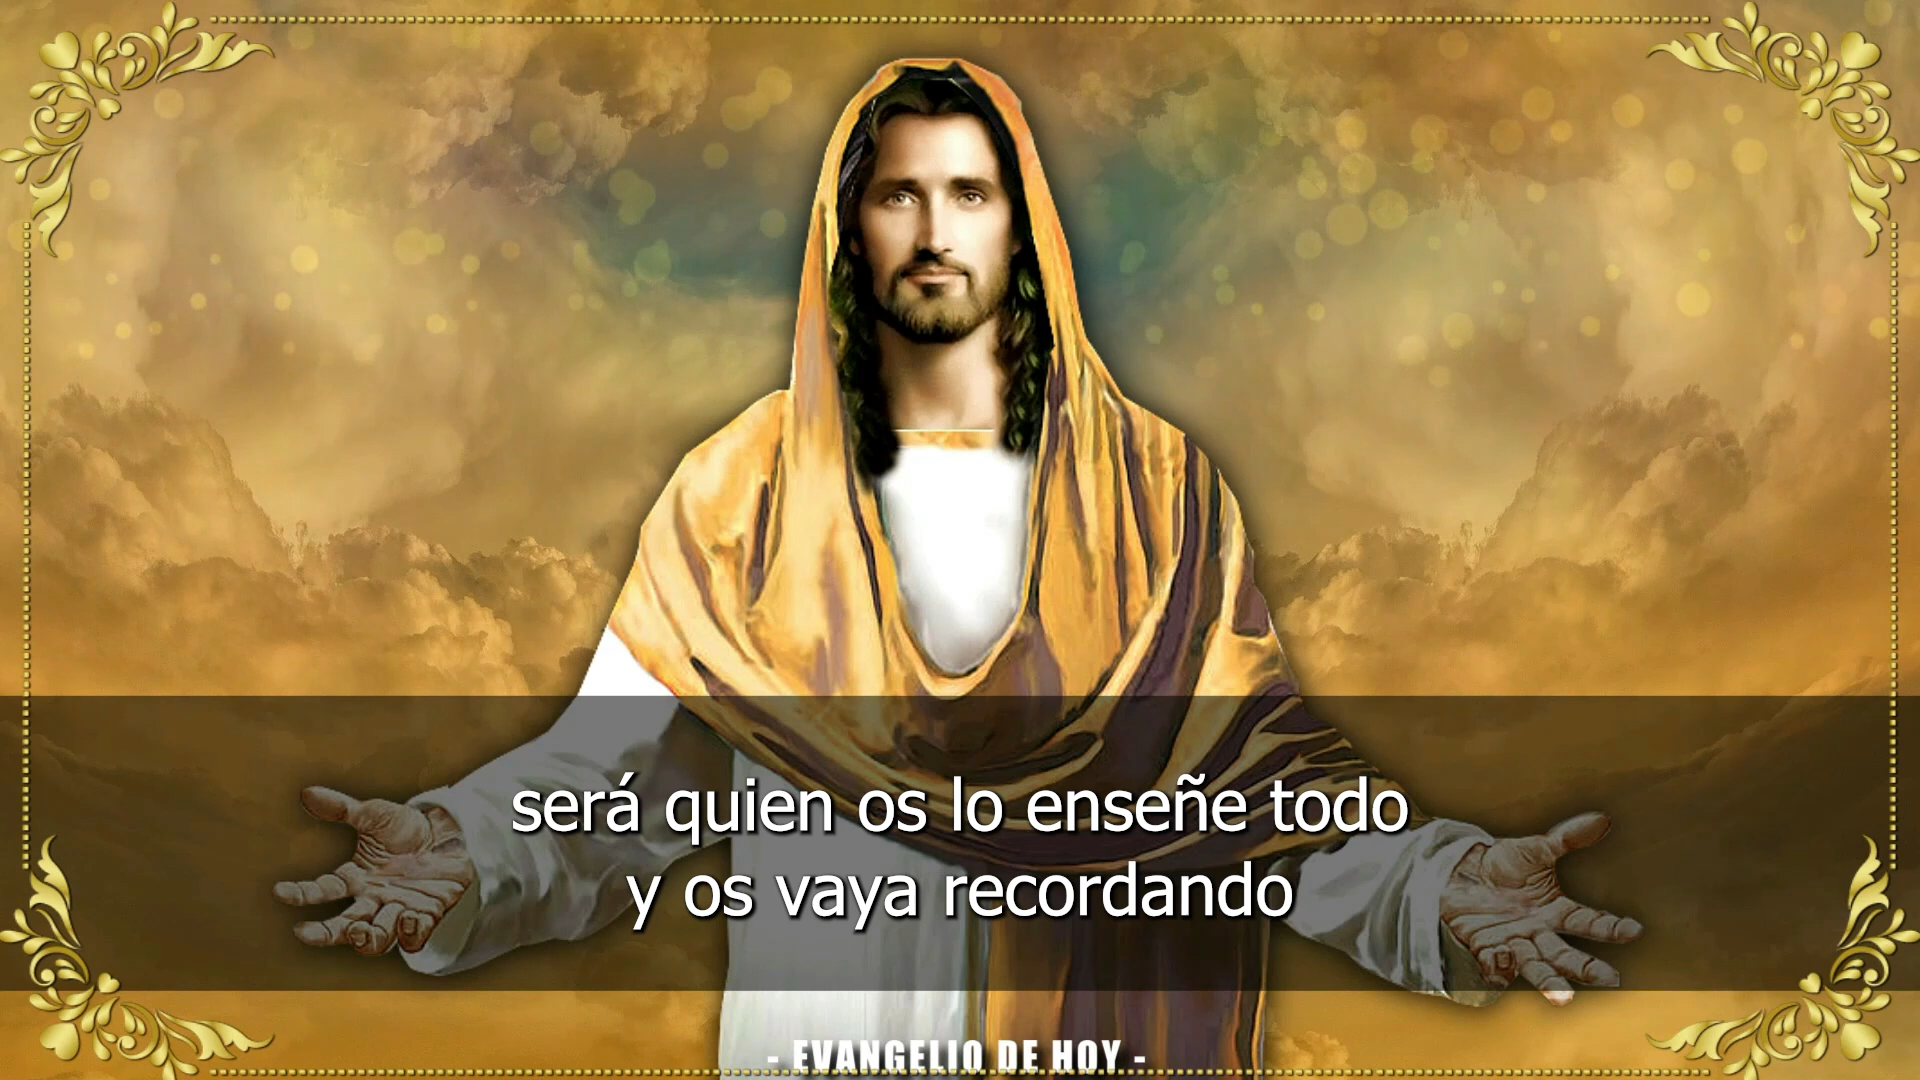 será quien os lo enseñe todo
y os vaya recordando
- EVANGELIO DE HOY -